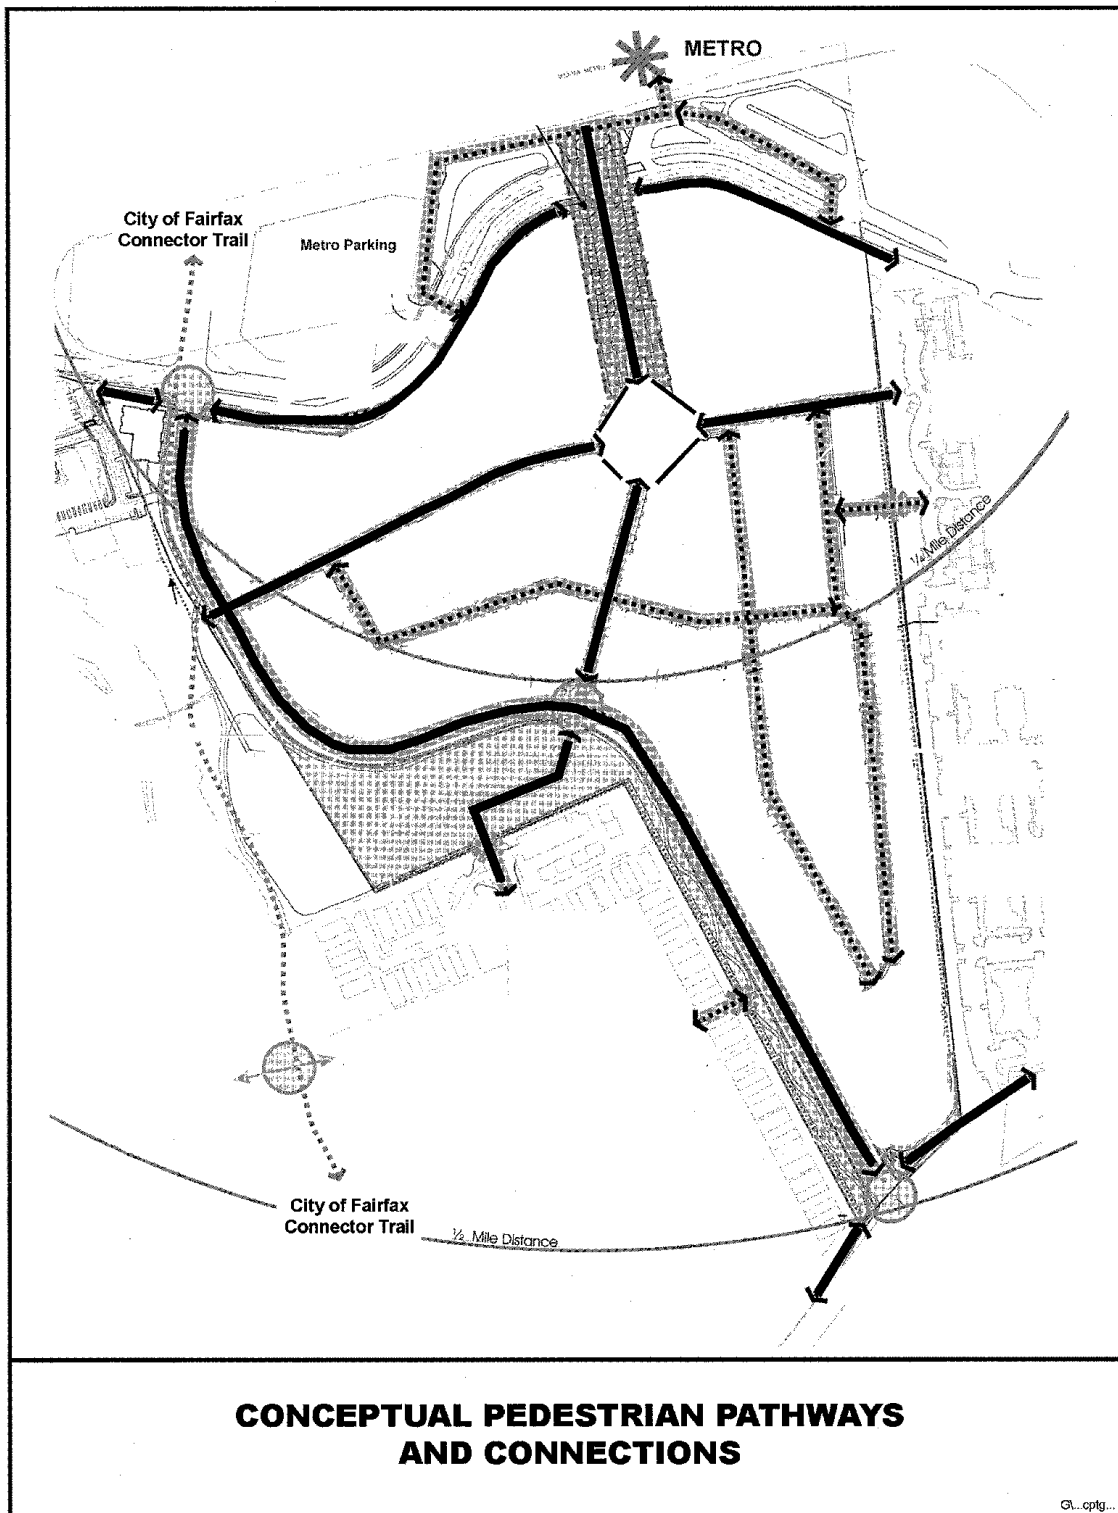 METRO
City of Fairfax
Connector Trail
Metro Parking
¼ Mile Distance
City of Fairfax
Connector Trail
½ Mile Distance
CONCEPTUAL PEDESTRIAN PATHWAYS
AND CONNECTIONS